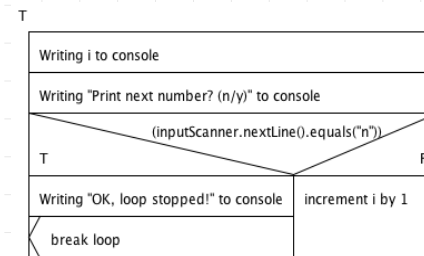 T
Writing i to console
Writing "Print next number? (n/y)" to console
(inputScanner.nextLine().equals("n"))
T
F
Writing "OK, loop stopped!" to console
increment i by 1
break loop